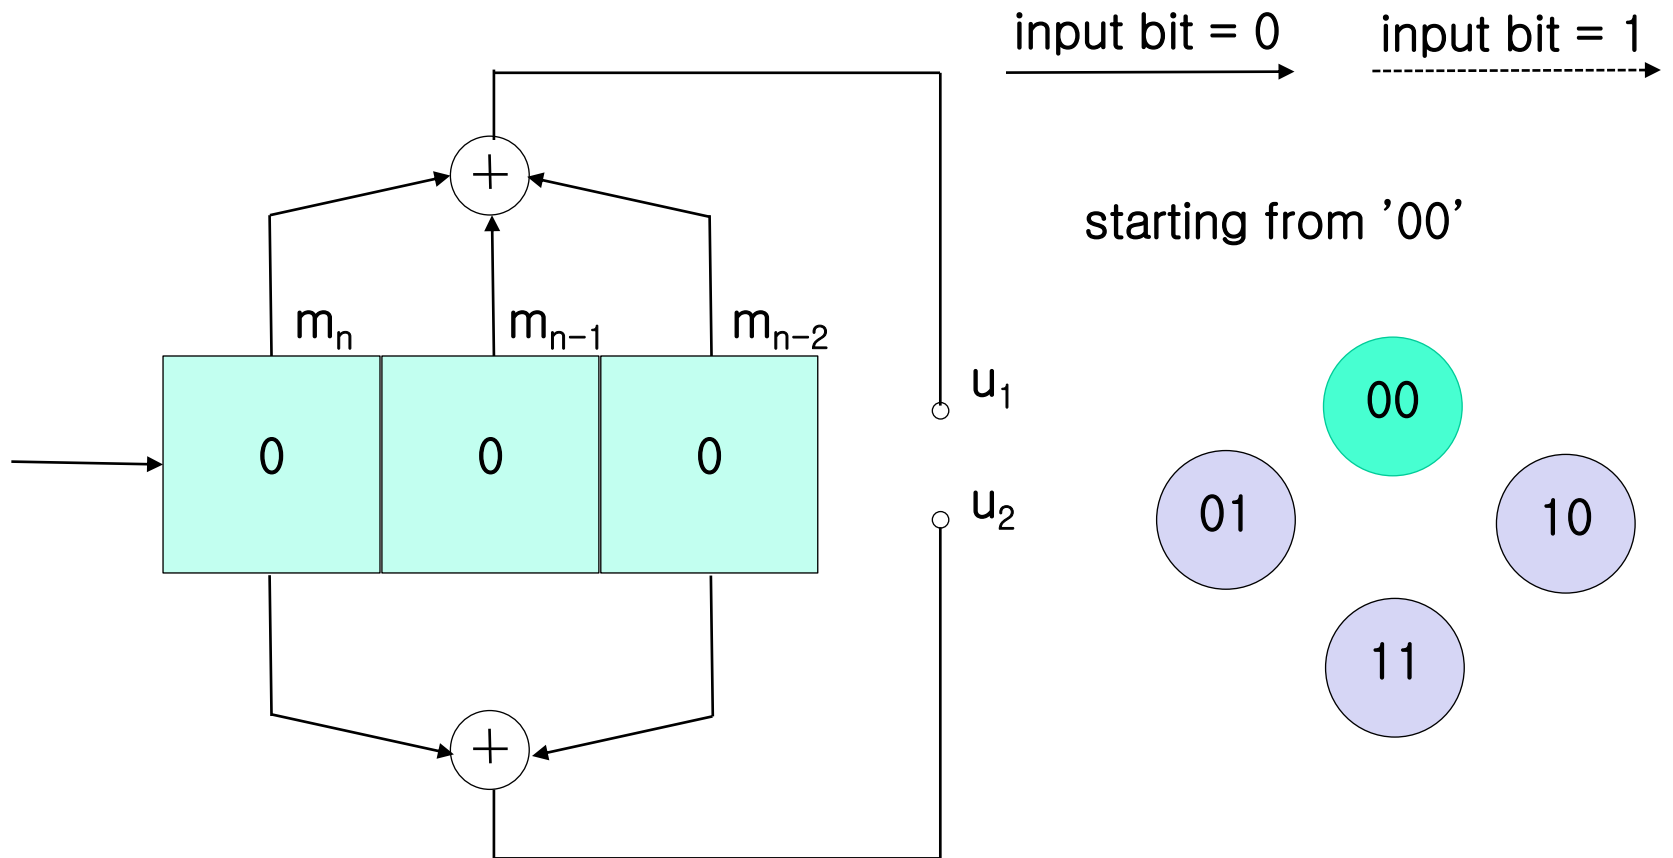 input bit = 0
input bit = 1
+
starting from '00'
mₙ
mₙ₋₁
mₙ₋₂
0
0
0
u₁
u₂
00
01
10
11
+